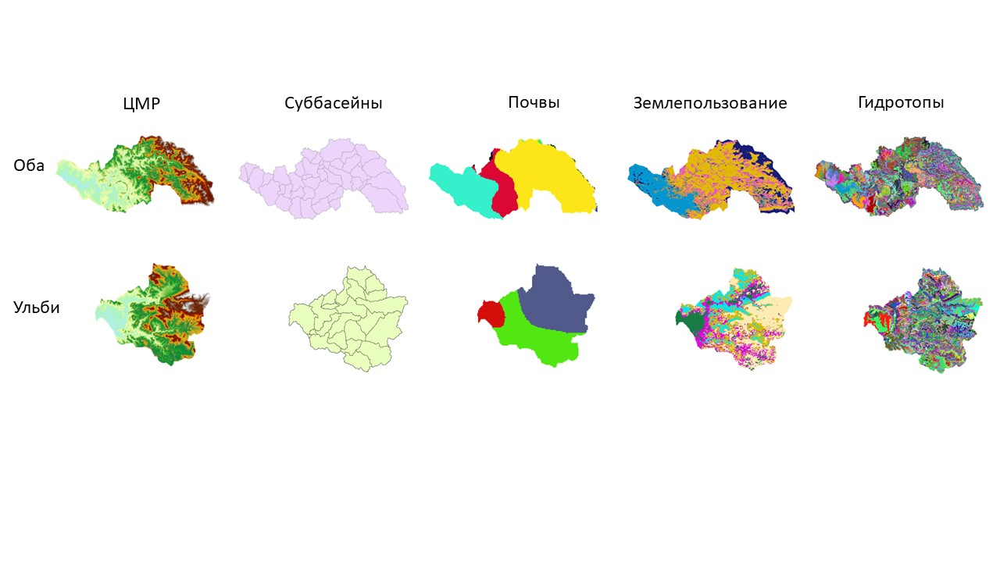 ЦМР
Суббасейны
Почвы
Землепользование
Гидротопы
Оба
Ульби